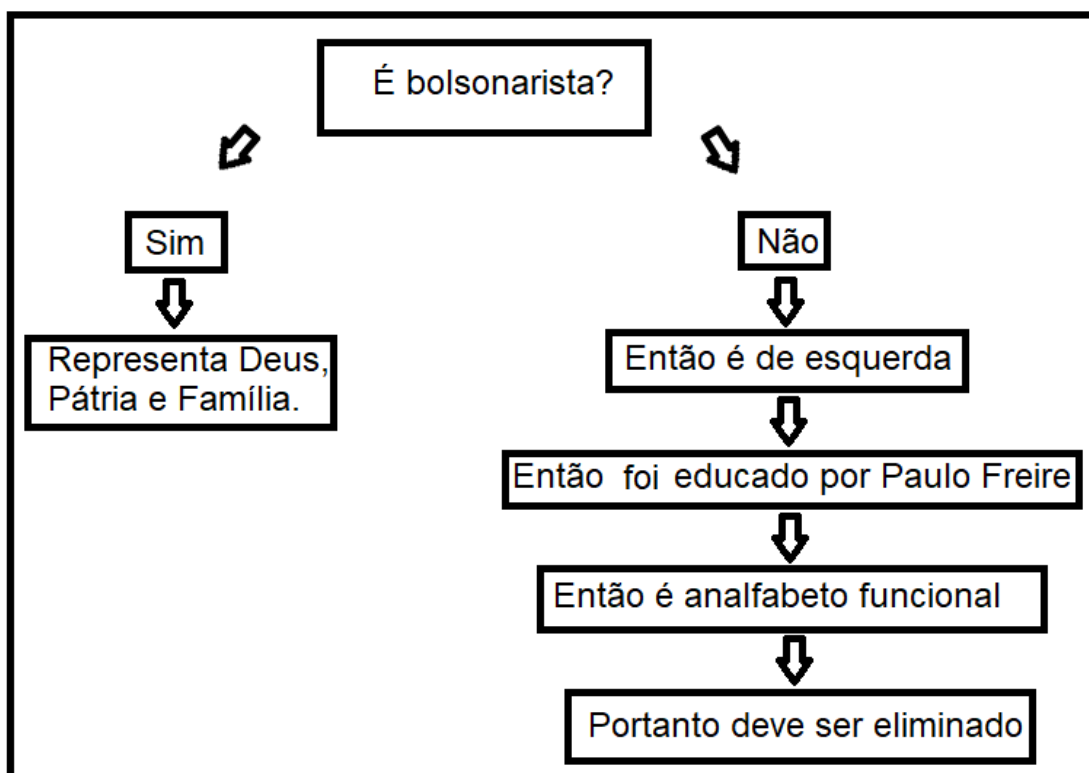 É bolsonarista?
Sim
Representa Deus,
Pátria e Família.
Não
Então é de esquerda
Então foi educado por Paulo Freire
Então é analfabeto funcional
Portanto deve ser eliminado